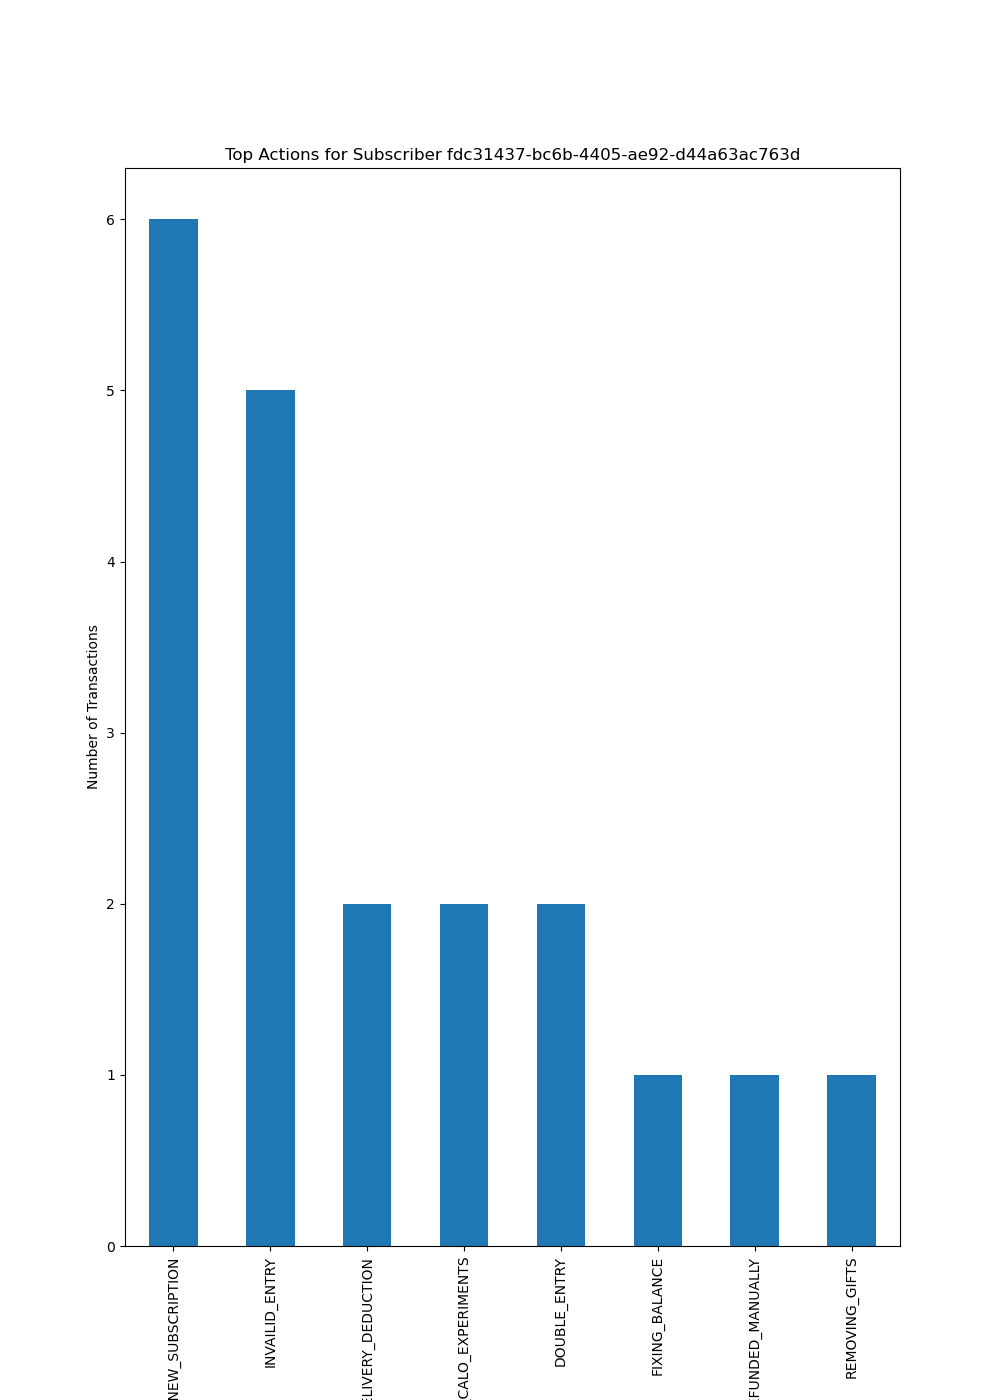 Top Actions for Subscriber fdc31437-bc6b-4405-ae92-d44a63ac763d
Number of Transactions
6
5
4
3
2
1
0
NEW_SUBSCRIPTION
INVAILID_ENTRY
ELIVERY_DEDUCTION
CALO_EXPERIMENTS
DOUBLE_ENTRY
FIXING_BALANCE
FUNDED_MANUALLY
REMOVING_GIFTS